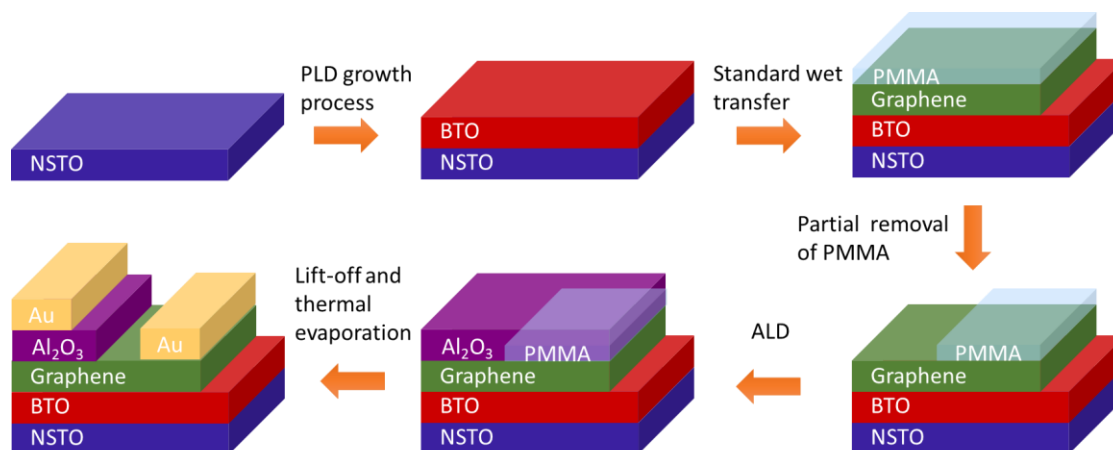 NSTO
PLD growth
process
BTO
NSTO
Standard wet
transfer
PMMA
Graphene
BTO
NSTO
Partial removal
of PMMA
PMMA
Graphene
BTO
NSTO
ALD
Al₂O₃
PMMA
Graphene
BTO
NSTO
Lift-off and
thermal
evaporation
Au
Au
Al₂O₃
Graphene
BTO
NSTO